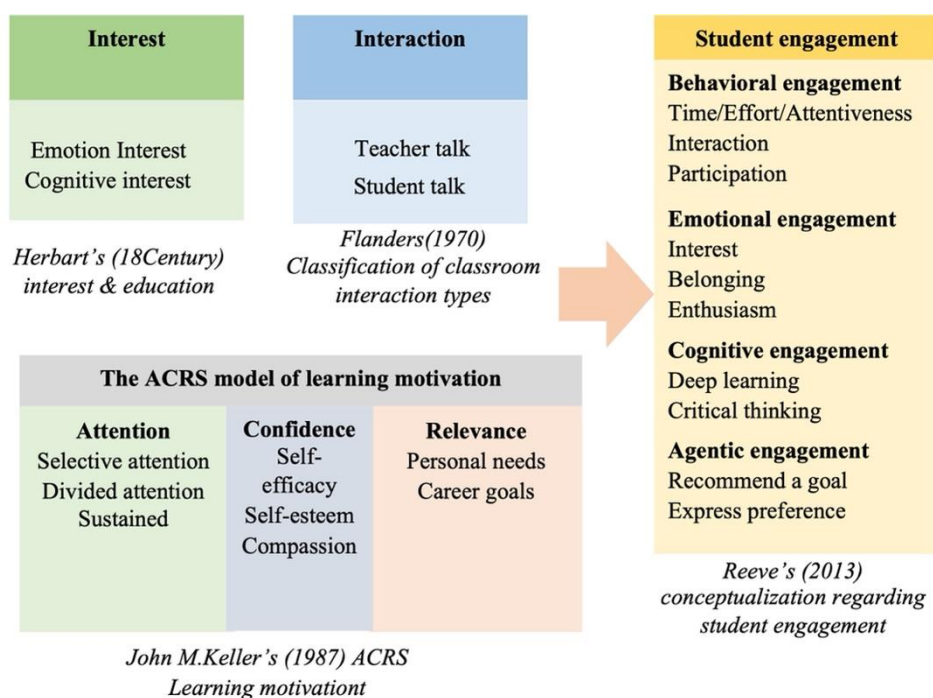 Interest
Emotion Interest
Cognitive interest
Herbart's (18Century)
interest & education
Interaction
Teacher talk
Student talk
Flanders(1970)
Classification of classroom
interaction types
The ACRS model of learning motivation
Attention
Selective attention
Divided attention
Sustained
Confidence
Self-
efficacy
Self-esteem
Compassion
Relevance
Personal needs
Career goals
John M.Keller's (1987) ACRS
Learning motivationt
Student engagement
Behavioral engagement
Time/Effort/Attentiveness
Interaction
Participation
Emotional engagement
Interest
Belonging
Enthusiasm
Cognitive engagement
Deep learning
Critical thinking
Agentic engagement
Recommend a goal
Express preference
Reeve's (2013)
conceptualization regarding
student engagement